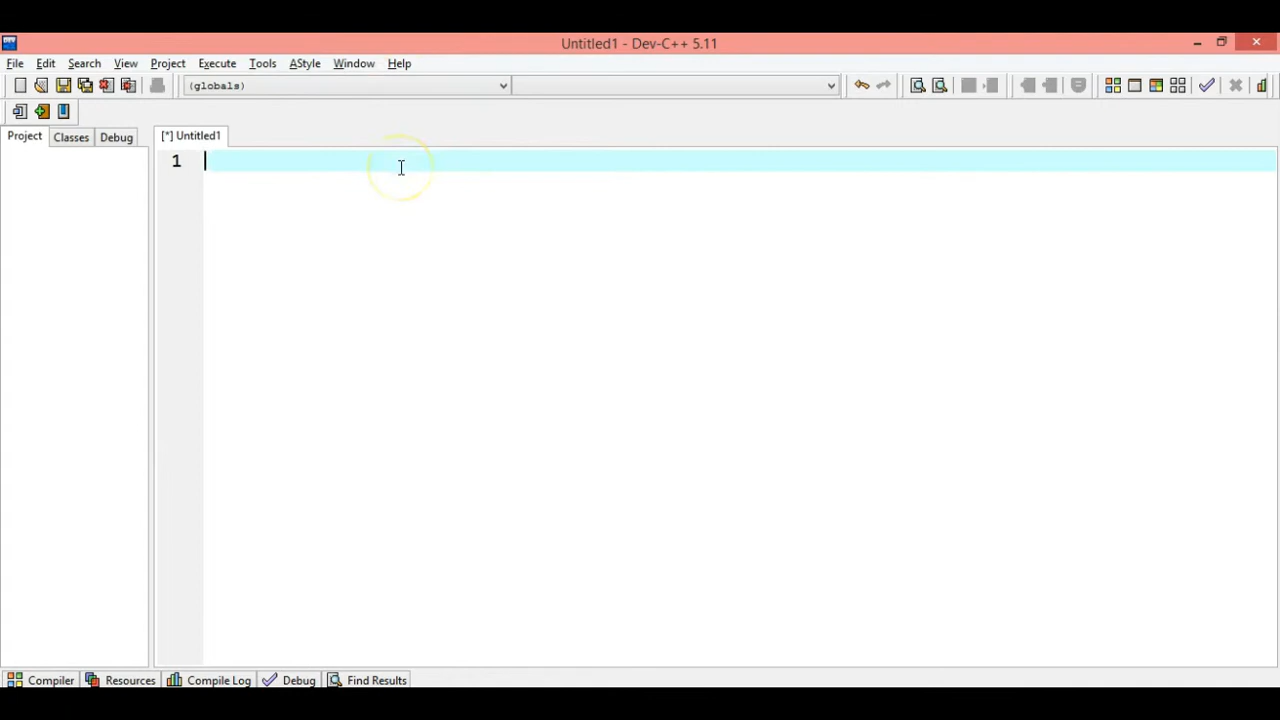 Untitled1 - Dev-C++ 5.11
File Edit Search View Project Execute Tools AStyle Window Help
(globals)
Project Classes Debug [*] Untitled1
1
Compiler Resources Compile Log Debug Find Results